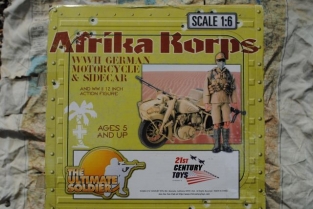 SCALE 1:6
Afrika Korps
WWII GERMAN
MOTORCYCLE
& SIDECAR
AND WWII 12 INCH
ACTION FIGURE
AGES 5
AND UP
THE
ULTIMATE
SOLDIER
21st
CENTURY
TOYS